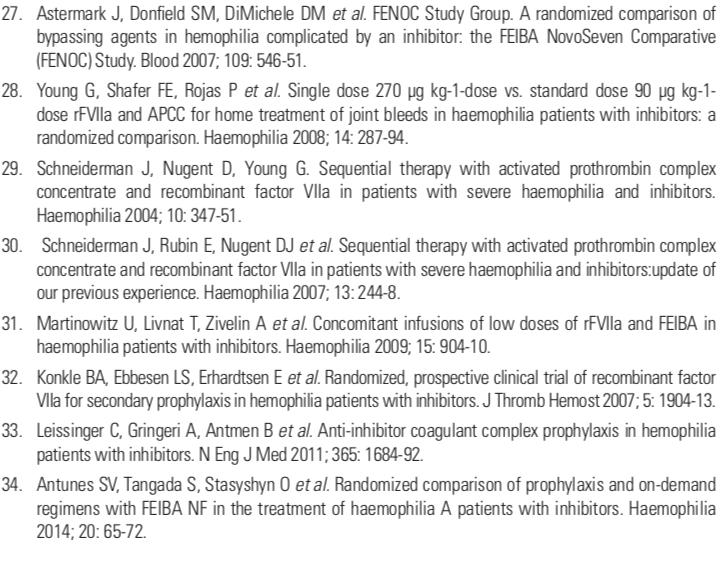 27. Astermark J, Donfield SM, DiMichele DM et al. FENOC Study Group. A randomized comparison of
bypassing agents in hemophilia complicated by an inhibitor: the FEIBA NovoSeven Comparative
(FENOC) Study. Blood 2007; 109: 546-51.
28. Young G, Shafer FE, Rojas P et al. Single dose 270 µg kg-1-dose vs. standard dose 90 µg kg-1-
dose rFVIIa and APCC for home treatment of joint bleeds in haemophilia patients with inhibitors: a
randomized comparison. Haemophilia 2008; 14: 287-94.
29. Schneiderman J, Nugent D, Young G. Sequential therapy with activated prothrombin complex
concentrate and recombinant factor VIIa in patients with severe haemophilia and inhibitors.
Haemophilia 2004; 10: 347-51.
30. Schneiderman J, Rubin E, Nugent DJ et al. Sequential therapy with activated prothrombin complex
concentrate and recombinant factor VIIa in patients with severe haemophilia and inhibitors:update of
our previous experience. Haemophilia 2007; 13: 244-8.
31. Martinowitz U, Livnat T, Zivelin A et al. Concomitant infusions of low doses of rFVIIa and FEIBA in
haemophilia patients with inhibitors. Haemophilia 2009; 15: 904-10.
32. Konkle BA, Ebbesen LS, Erhardtsen E et al. Randomized, prospective clinical trial of recombinant factor
VIIa for secondary prophylaxis in hemophilia patients with inhibitors. J Thromb Hemost 2007; 5: 1904-13.
33. Leissinger C, Gringeri A, Antmen B et al. Anti-inhibitor coagulant complex prophylaxis in hemophilia
patients with inhibitors. N Eng J Med 2011; 365: 1684-92.
34. Antunes SV, Tangada S, Stasyshyn O et al. Randomized comparison of prophylaxis and on-demand
regimens with FEIBA NF in the treatment of haemophilia A patients with inhibitors. Haemophilia
2014; 20: 65-72.